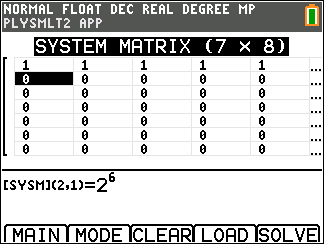 NORMAL FLOAT DEC REAL DEGREE MP
PLYSMLT2 APP
SYSTEM MATRIX (7 × 8)
1 1 1 1 1 ...
0 0 0 0 0 ...
0 0 0 0 0 ...
0 0 0 0 0 ...
0 0 0 0 0 ...
0 0 0 0 0 ...
0 0 0 0 0 ...
[SYSM](2,1)=2⁶
MAIN MODE CLEAR LOAD SOLVE